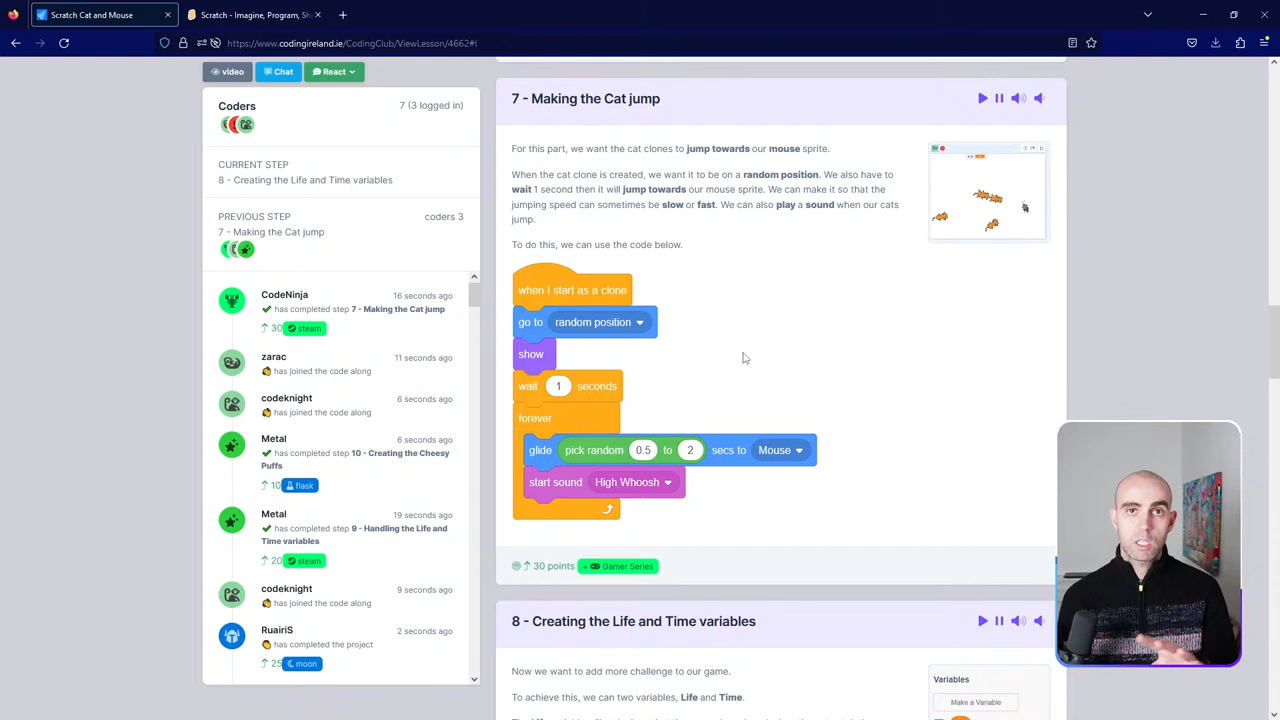 Scratch Cat and Mouse
Scratch - Imagine, Program, Sh
https://www.codingireland.ie/CodingClub/ViewLesson/4662#!
video
Chat
React
Coders
7 (3 logged in)
CURRENT STEP
8 - Creating the Life and Time variables
PREVIOUS STEP
coders 3
7 - Making the Cat jump
CodeNinja
16 seconds ago
has completed step 7 - Making the Cat jump
30 steam
zarac
11 seconds ago
has joined the code along
codeknight
6 seconds ago
has joined the code along
Metal
6 seconds ago
has completed step 10 - Creating the Cheesy
Puffs
10 flask
Metal
19 seconds ago
has completed step 9 - Handling the Life and
Time variables
20 steam
codeknight
9 seconds ago
has joined the code along
RuairiS
2 seconds ago
has completed the project
25 moon
7 - Making the Cat jump
For this part, we want the cat clones to jump towards our mouse sprite.
When the cat clone is created, we want it to be on a random position. We also have to
wait 1 second then it will jump towards our mouse sprite. We can make it so that the
jumping speed can sometimes be slow or fast. We can also play a sound when our cats
jump.
To do this, we can use the code below.
when I start as a clone
go to random position
show
wait 1 seconds
forever
glide pick random 0.5 to 2 secs to Mouse
start sound High Whoosh
30 points
+ Gamer Series
8 - Creating the Life and Time variables
Now we want to add more challenge to our game.
To achieve this, we can two variables, Life and Time.
Variables
Make a Variable